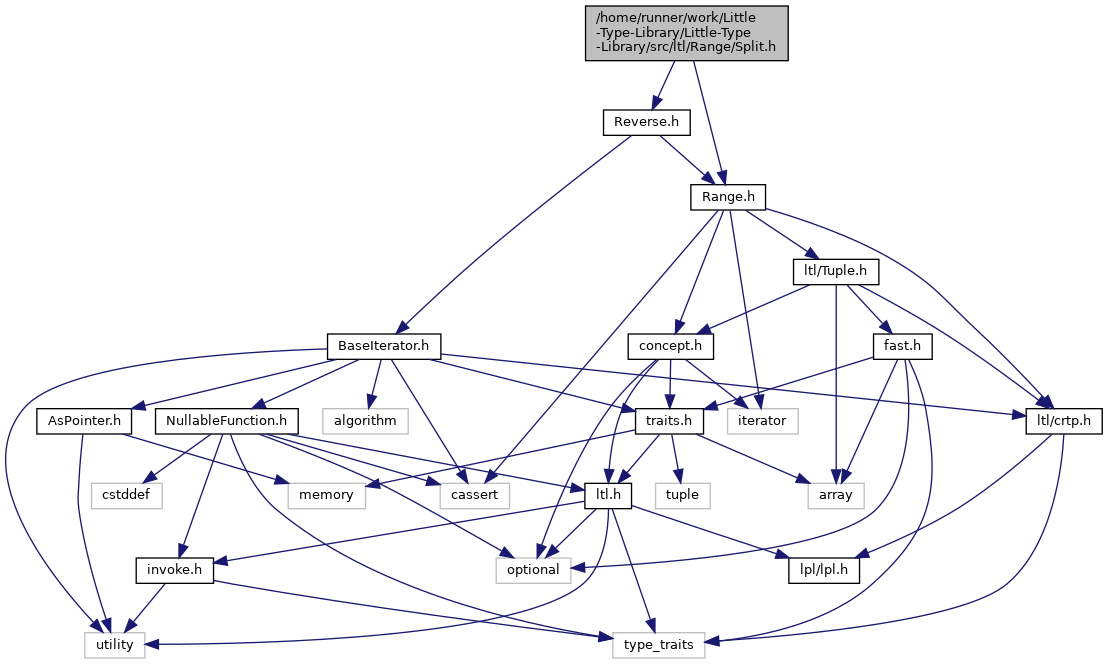 /home/runner/work/Little
-Type-Library/Little-Type
-Library/src/ltl/Range/Split.h
Reverse.h
Range.h
ltl/Tuple.h
BaseIterator.h
concept.h
fast.h
AsPointer.h
NullableFunction.h
algorithm
traits.h
iterator
ltl/crtp.h
cstddef
memory
cassert
ltl.h
tuple
array
invoke.h
optional
lpl/lpl.h
utility
type_traits